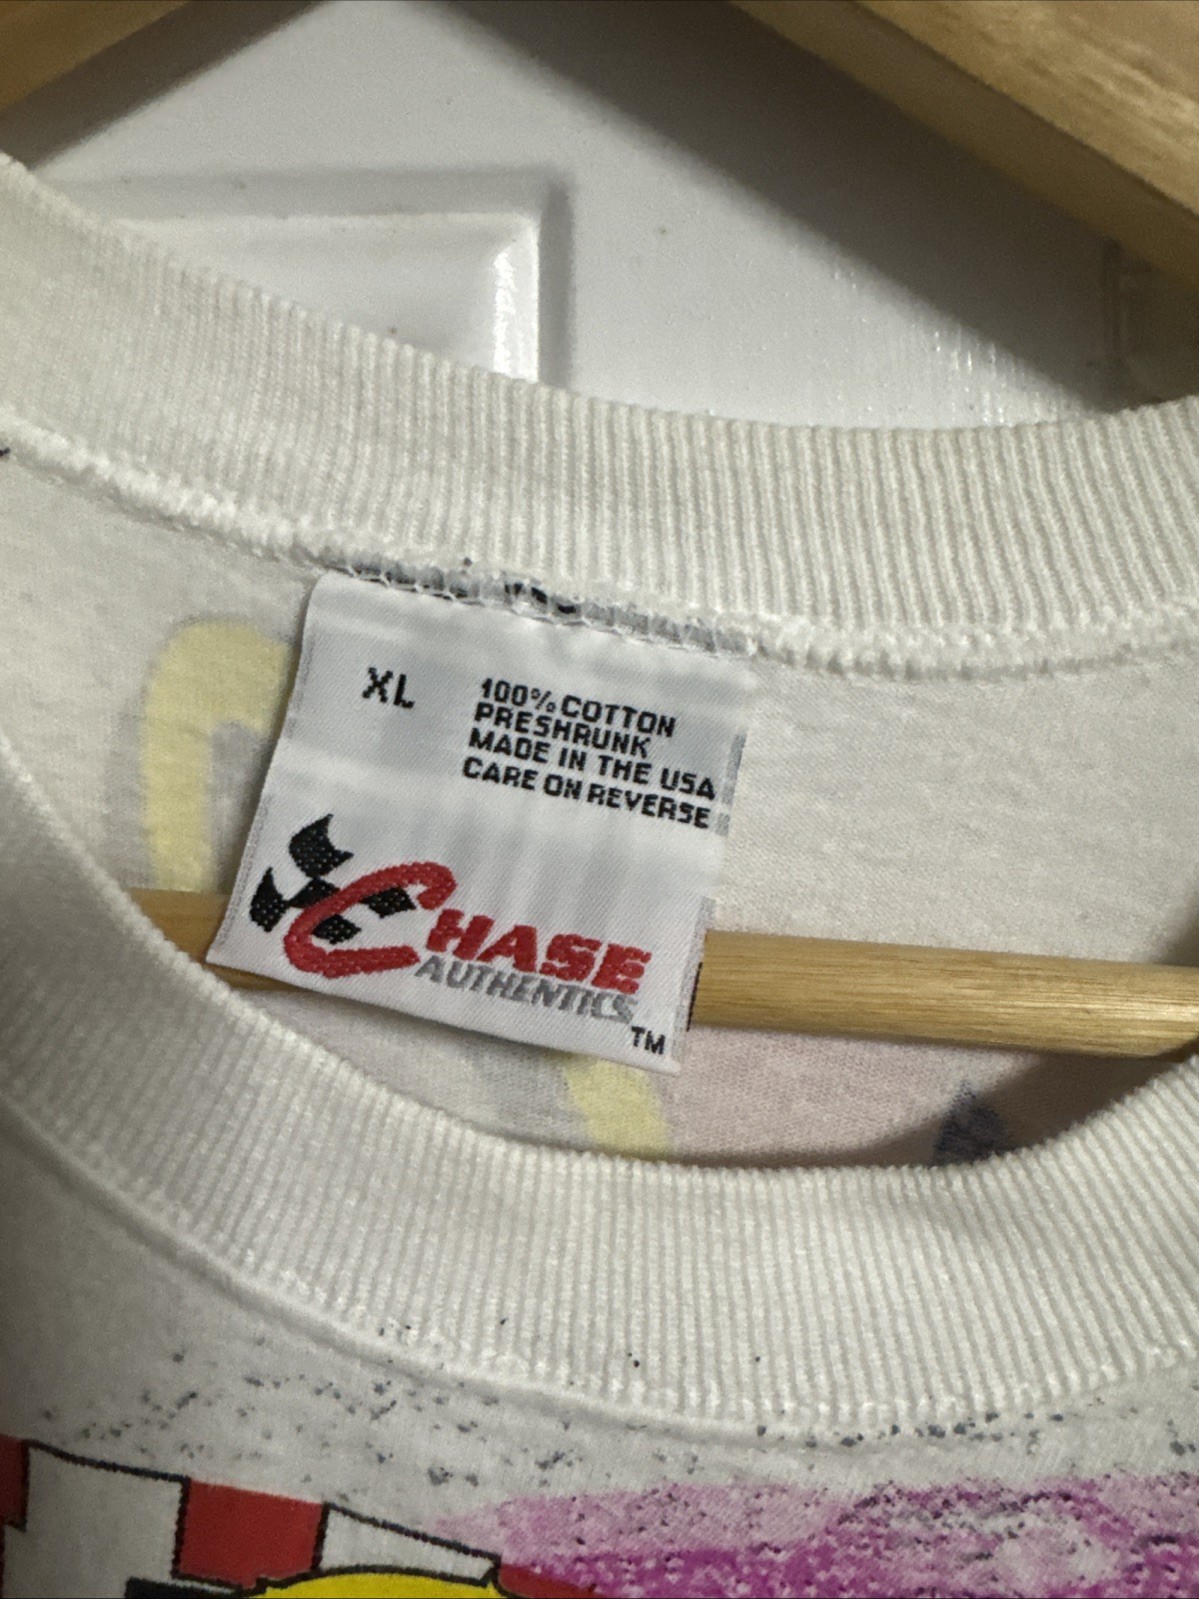 XL
100% COTTON
PRESHRUNK
MADE IN THE USA
CARE ON REVERSE
CHASE
AUTHENTICS
TM